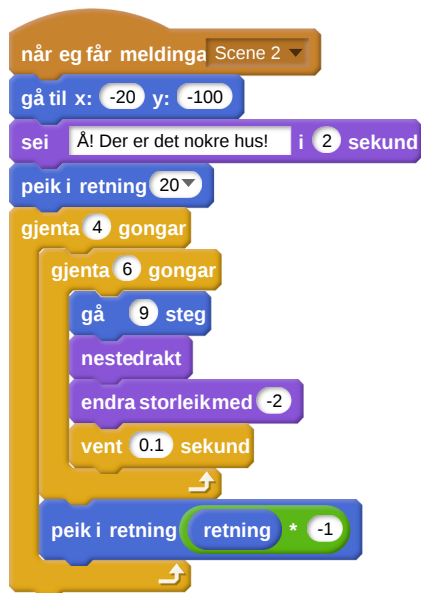 når eg får meldinga Scene 2
gå til x: -20 y: -100
sei Å! Der er det nokre hus! i 2 sekund
peik i retning 20
gjenta 4 gongar
gjenta 6 gongar
gå 9 steg
nestedrakt
endra storleikmed -2
vent 0.1 sekund
peik i retning retning * -1